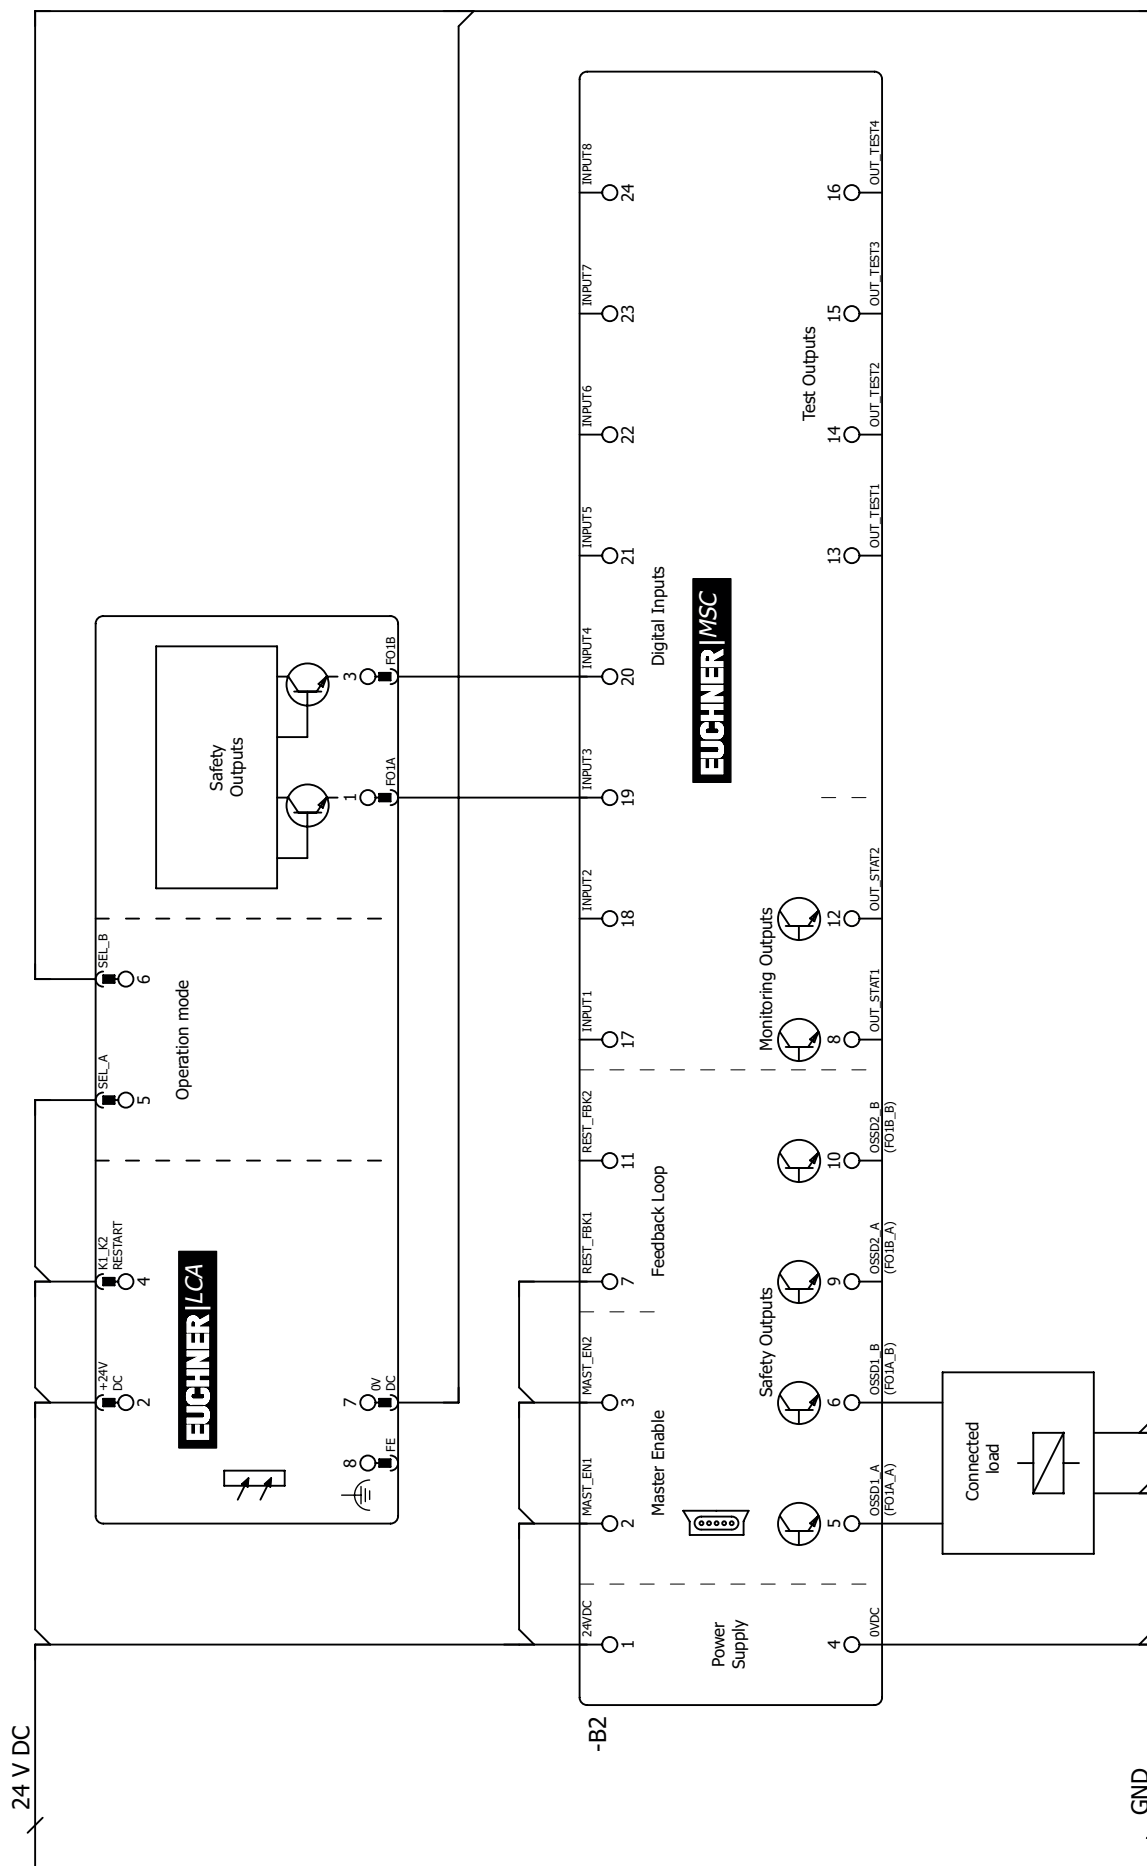 24 V DC
+24V
DC
2
K1_K2
RESTART
4
SEL_A
5
SEL_B
6
Operation mode
Safety
Outputs
EUCHNER|LCA
8
FE
7
0V
DC
1
FO1A
3
FO1B
-B2
24VDC
1
MAST_EN1
2
MAST_EN2
3
REST_FBK1
7
REST_FBK2
11
INPUT1
17
INPUT2
18
INPUT3
19
INPUT4
20
INPUT5
21
INPUT6
22
INPUT7
23
INPUT8
24
Master Enable
Feedback Loop
Digital Inputs
EUCHNER|MSC
Power
Supply
Safety Outputs
Monitoring Outputs
Test Outputs
4
0VDC
5
OSSD1_A
(FO1A_A)
6
OSSD1_B
(FO1A_B)
9
OSSD2_A
(FO1B_A)
10
OSSD2_B
(FO1B_B)
8
OUT_STAT1
12
OUT_STAT2
13
OUT_TEST1
14
OUT_TEST2
15
OUT_TEST3
16
OUT_TEST4
Connected
load
GND